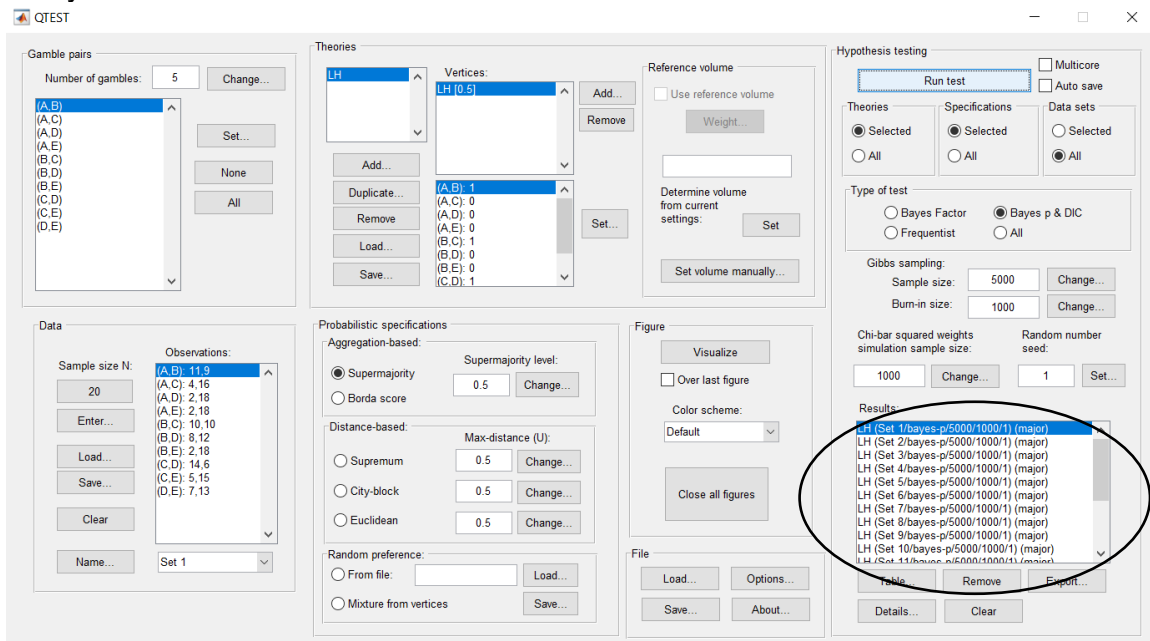 QTEST
Gamble pairs
Number of gambles: 5 Change...
(A,B)
(A,C)
(A,D)
(A,E)
(B,C)
(B,D)
(B,E)
(C,D)
(C,E)
(D,E)
Set...
None
All
Theories
LH
Vertices:
LH [0.5]
Add...
Remove
Add...
Duplicate...
Remove
Load...
Save...
(A,B): 1
(A,C): 0
(A,D): 0
(A,E): 0
(B,C): 1
(B,D): 0
(B,E): 0
(C,D): 1
Set...
Reference volume
Use reference volume
Weight...
Determine volume
from current
settings:
Set
Set volume manually...
Hypothesis testing
Run test
Multicore
Auto save
Theories
Selected
All
Specifications
Selected
All
Data sets
Selected
All
Type of test
Bayes Factor
Bayes p & DIC
Frequentist
All
Gibbs sampling:
Sample size: 5000 Change...
Burn-in size: 1000 Change...
Chi-bar squared weights
simulation sample size:
1000 Change...
Random number
seed:
1 Set...
Results:
LH (Set 1/bayes-p/5000/1000/1) (major)
LH (Set 2/bayes-p/5000/1000/1) (major)
LH (Set 3/bayes-p/5000/1000/1) (major)
LH (Set 4/bayes-p/5000/1000/1) (major)
LH (Set 5/bayes-p/5000/1000/1) (major)
LH (Set 6/bayes-p/5000/1000/1) (major)
LH (Set 7/bayes-p/5000/1000/1) (major)
LH (Set 8/bayes-p/5000/1000/1) (major)
LH (Set 9/bayes-p/5000/1000/1) (major)
LH (Set 10/bayes-p/5000/1000/1) (major)
LH (Set 11/bayes-p/5000/1000/1) (major)
Table... Remove Export...
Details... Clear
Data
Sample size N:
20
Enter...
Load...
Save...
Clear
Name...
Observations:
(A,B): 11,9
(A,C): 4,16
(A,D): 2,18
(A,E): 2,18
(B,C): 10,10
(B,D): 8,12
(B,E): 2,18
(C,D): 14,6
(C,E): 5,15
(D,E): 7,13
Set 1
Probabilistic specifications
Aggregation-based:
Supermajority level:
Supermajority 0.5 Change...
Borda score
Distance-based:
Max-distance (U):
Supremum 0.5 Change...
City-block 0.5 Change...
Euclidean 0.5 Change...
Random preference:
From file: Load...
Mixture from vertices Save...
Figure
Visualize
Over last figure
Color scheme:
Default
Close all figures
File
Load... Options...
Save... About...